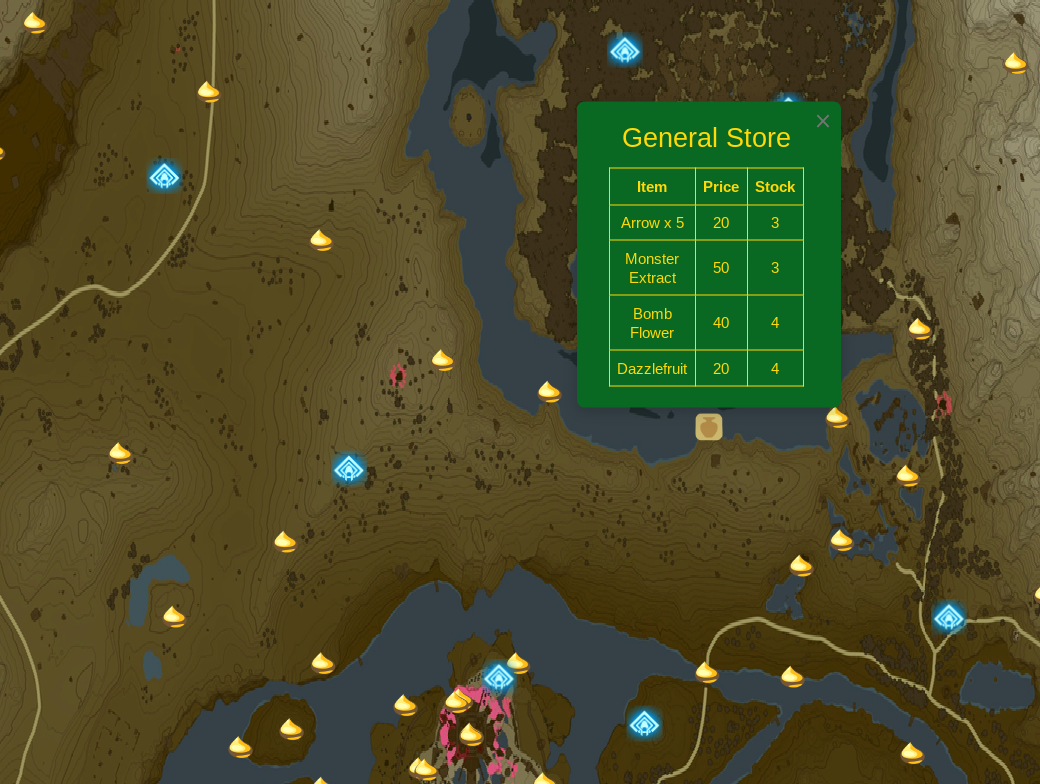 General Store
Item Price Stock
Arrow x 5 20 3
Monster
Extract 50 3
Bomb
Flower 40 4
Dazzlefruit 20 4